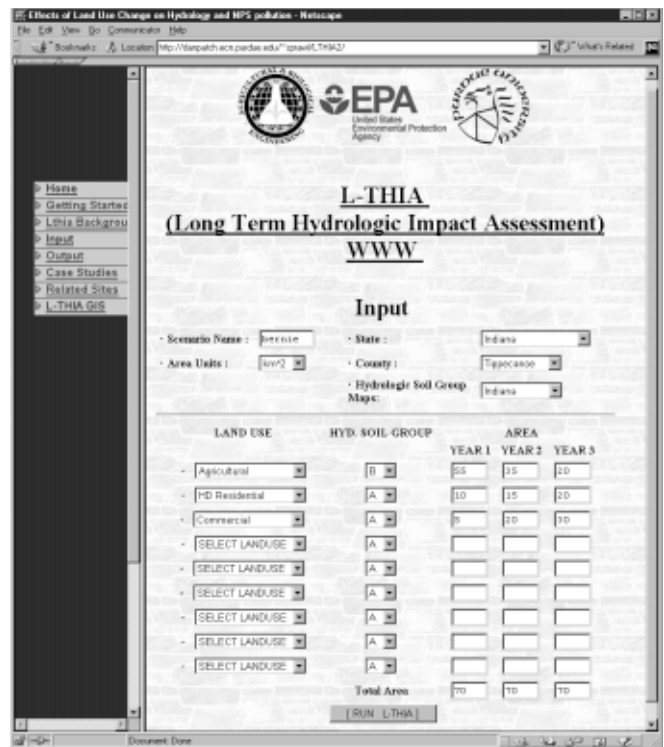 Effects of Land Use Change on Hydrology and NPS pollution - Netscape
File Edit View Go Communicator Help
Bookmarks Location: What's Related
EPA
United States
Environmental Protection
Agency
Home
Getting Started
Lthia Backgrou
Input
Output
Case Studies
Related Sites
L-THIA GIS
L-THIA
(Long Term Hydrologic Impact Assessment)
WWW
Input
· Scenario Name : bernie · State : Indiana
· Area Units : km^2 · County : Tippecanoe
· Hydrologic Soil Group Maps: Indiana
LAND USE HYD. SOIL GROUP AREA
YEAR 1 YEAR 2 YEAR 3
- Agricultural B 55 35 20
- HD Residential A 10 15 20
- Commercial A 5 20 30
- SELECT LANDUSE A
- SELECT LANDUSE A
- SELECT LANDUSE A
- SELECT LANDUSE A
- SELECT LANDUSE A
- SELECT LANDUSE A
Total Area 70 70 70
[ RUN L-THIA ]
Document: Done